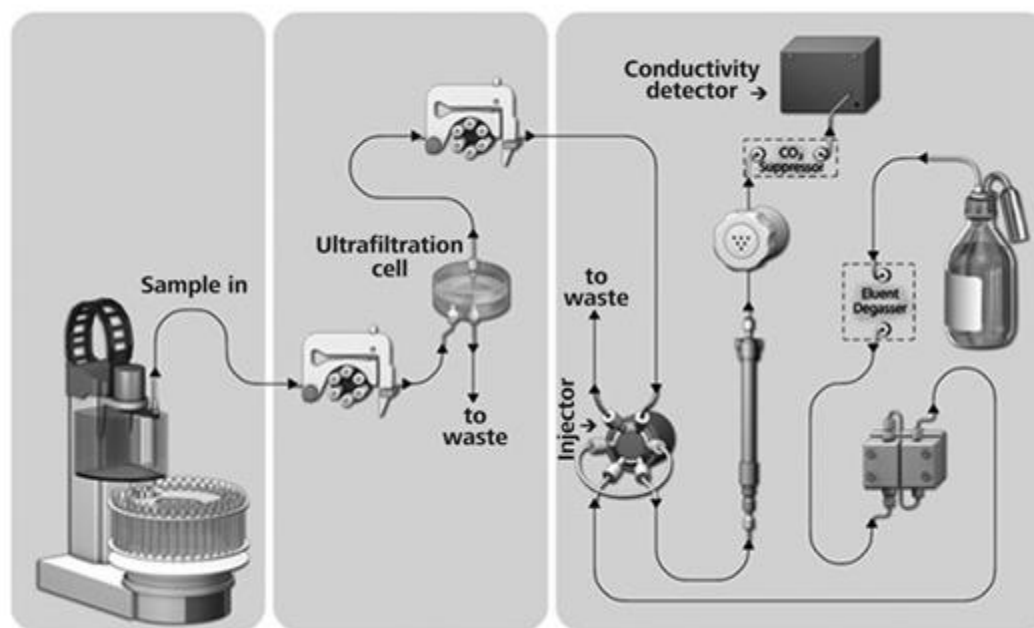 Sample in
Ultrafiltration
cell
to
waste
Conductivity
detector
CO₂
Suppressor
to
waste
Injector
Eluent
Degasser